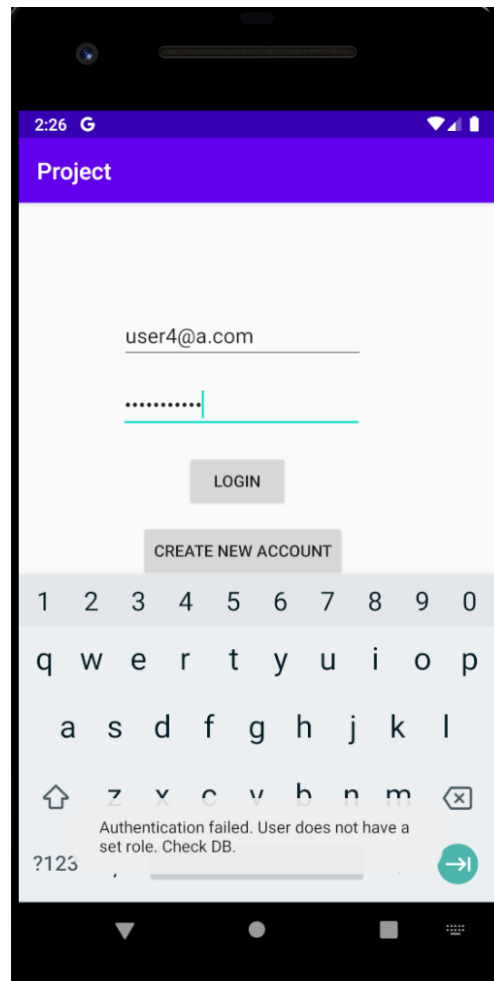 2:26 G
Project
user4@a.com
•••••••••••
LOGIN
CREATE NEW ACCOUNT
1 2 3 4 5 6 7 8 9 0
q w e r t y u i o p
a s d f g h j k l
z x c v b n m
Authentication failed. User does not have a
set role. Check DB.
?123 , .